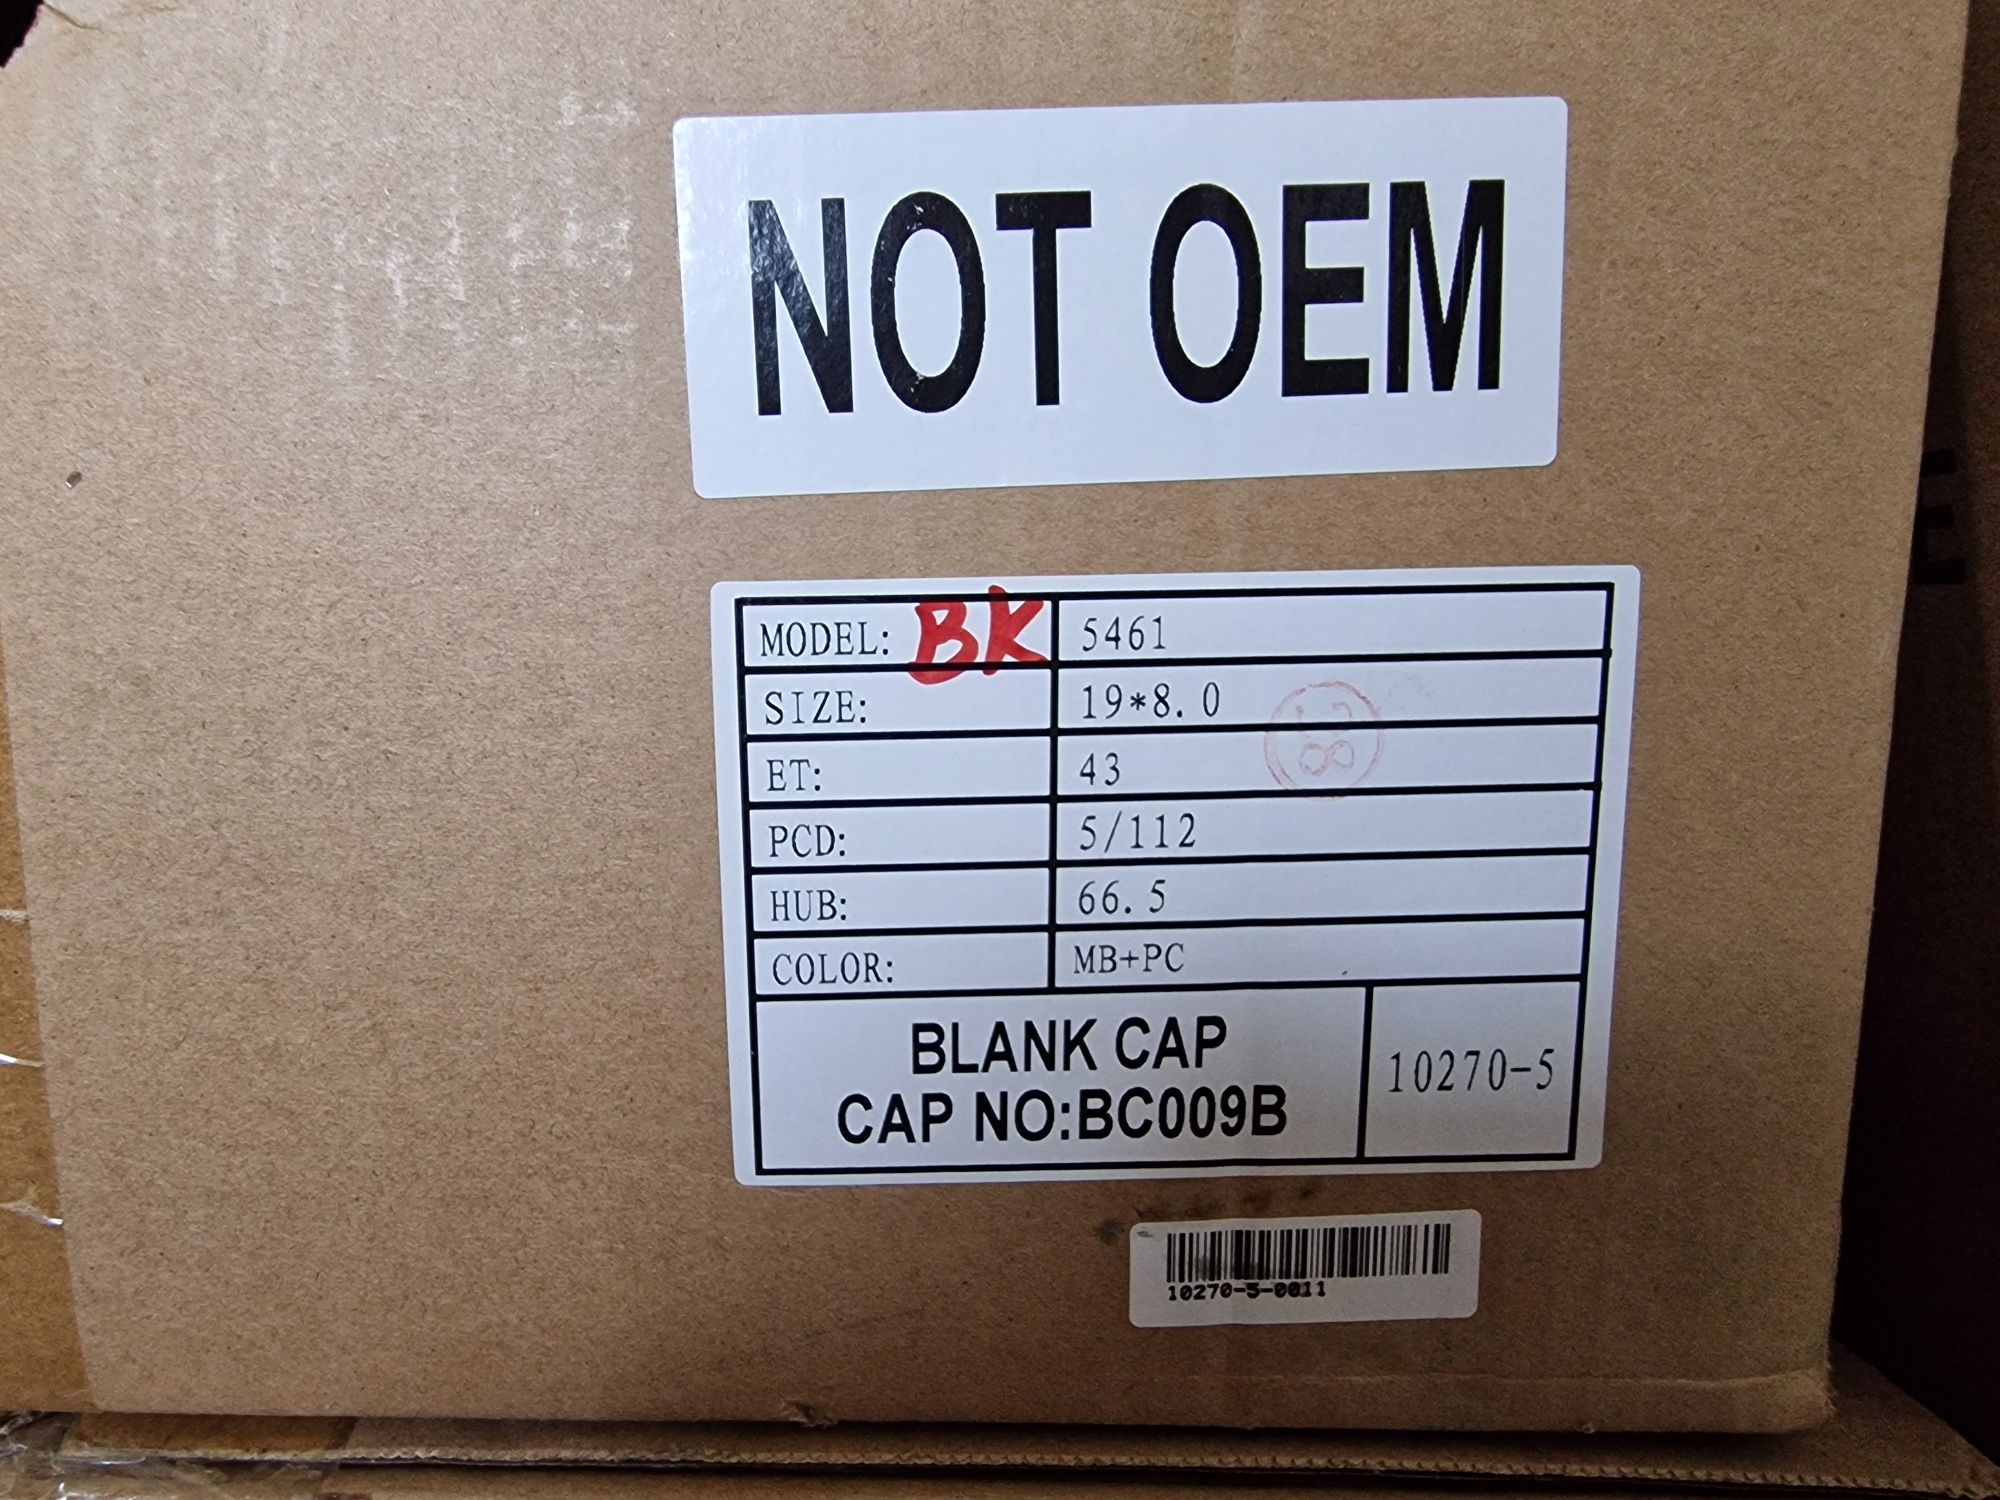 NOT OEM
MODEL: BK 5461
SIZE: 19*8.0
ET: 43
PCD: 5/112
HUB: 66.5
COLOR: MB+PC
BLANK CAP
CAP NO:BC009B
10270-5
10270-5-0011